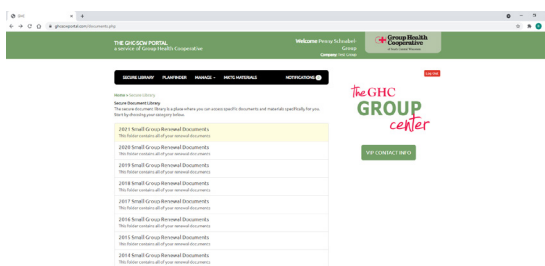 ghcscwportal.com/documents.php
THE GHC-SCW PORTAL
a service of Group Health Cooperative
Welcome Penny Schnabel-
Group
Company: Test Group
Group Health
Cooperative
of South Central Wisconsin
SECURE LIBRARY PLANFINDER MANAGE MKTG MATERIALS NOTIFICATIONS
Log Out
Home » Secure Library
Secure Document Library
The secure document library is a place where you can access specific documents and materials specifically for you.
Start by choosing your category below.
the GHC
GROUP
center
VIP CONTACT INFO
2021 Small Group Renewal Documents
This folder contains all of your renewal documents
2020 Small Group Renewal Documents
This folder contains all of your renewal documents
2019 Small Group Renewal Documents
This folder contains all of your renewal documents
2018 Small Group Renewal Documents
This folder contains all of your renewal documents
2017 Small Group Renewal Documents
This folder contains all of your renewal documents
2016 Small Group Renewal Documents
This folder contains all of your renewal documents
2015 Small Group Renewal Documents
This folder contains all of your renewal documents
2014 Small Group Renewal Documents
This folder contains all of your renewal documents